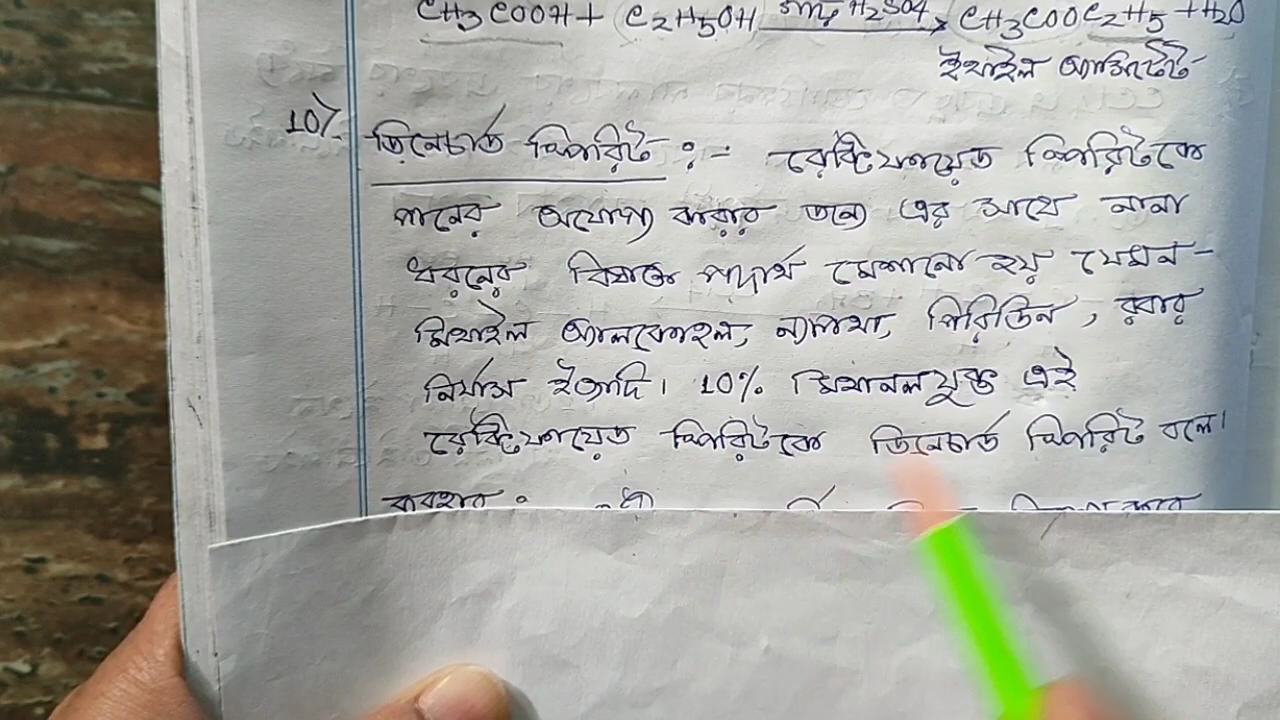 CH3COOH + C2H5OH H2SO4 CH3COOC2H5 + H2O
ইথাইল অ্যাসিটেট
10% ডিনেচার্ড স্পিরিট :- রেক্টিফায়েড স্পিরিটকে
পানের অযোগ্য করার জন্য এর সাথে নানা
ধরনের বিষাক্ত পদার্থ মেশানো হয় যেমন-
মিথাইল অ্যালকোহল, ন্যাপথা, পিরিডিন, রবার
নির্যাস ইত্যাদি। 10% মিথানলযুক্ত এই
রেক্টিফায়েড স্পিরিটকে ডিনেচার্ড স্পিরিট বলে।
ব্যবহার :